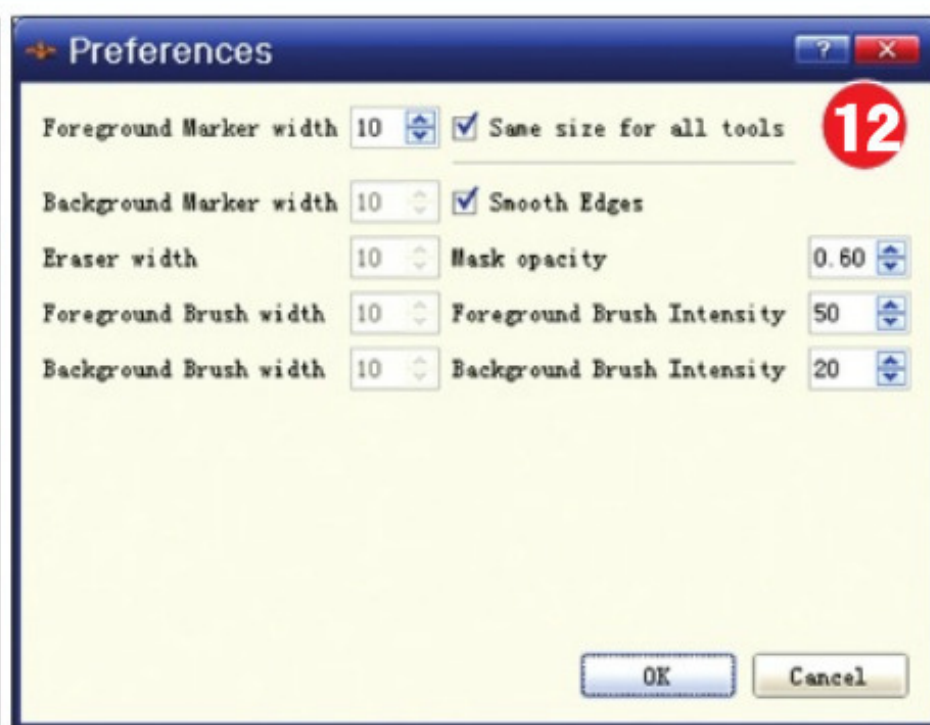 Preferences
?
12
Foreground Marker width 10 Same size for all tools
Background Marker width 10 Smooth Edges
Eraser width 10 Mask opacity 0.60
Foreground Brush width 10 Foreground Brush Intensity 50
Background Brush width 10 Background Brush Intensity 20
OK Cancel